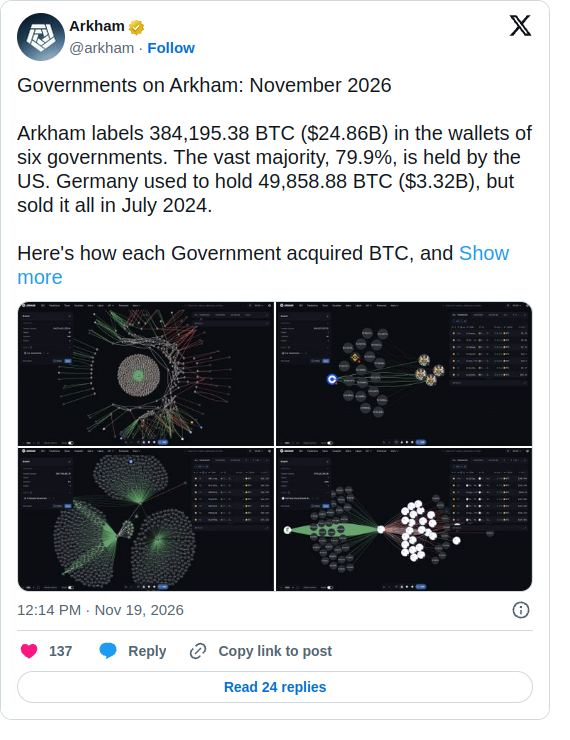 Arkham
@arkham · Follow
Governments on Arkham: November 2026
Arkham labels 384,195.38 BTC ($24.86B) in the wallets of
six governments. The vast majority, 79.9%, is held by the
US. Germany used to hold 49,858.88 BTC ($3.32B), but
sold it all in July 2024.
Here's how each Government acquired BTC, and Show
more
12:14 PM · Nov 19, 2026
137 Reply Copy link to post
Read 24 replies